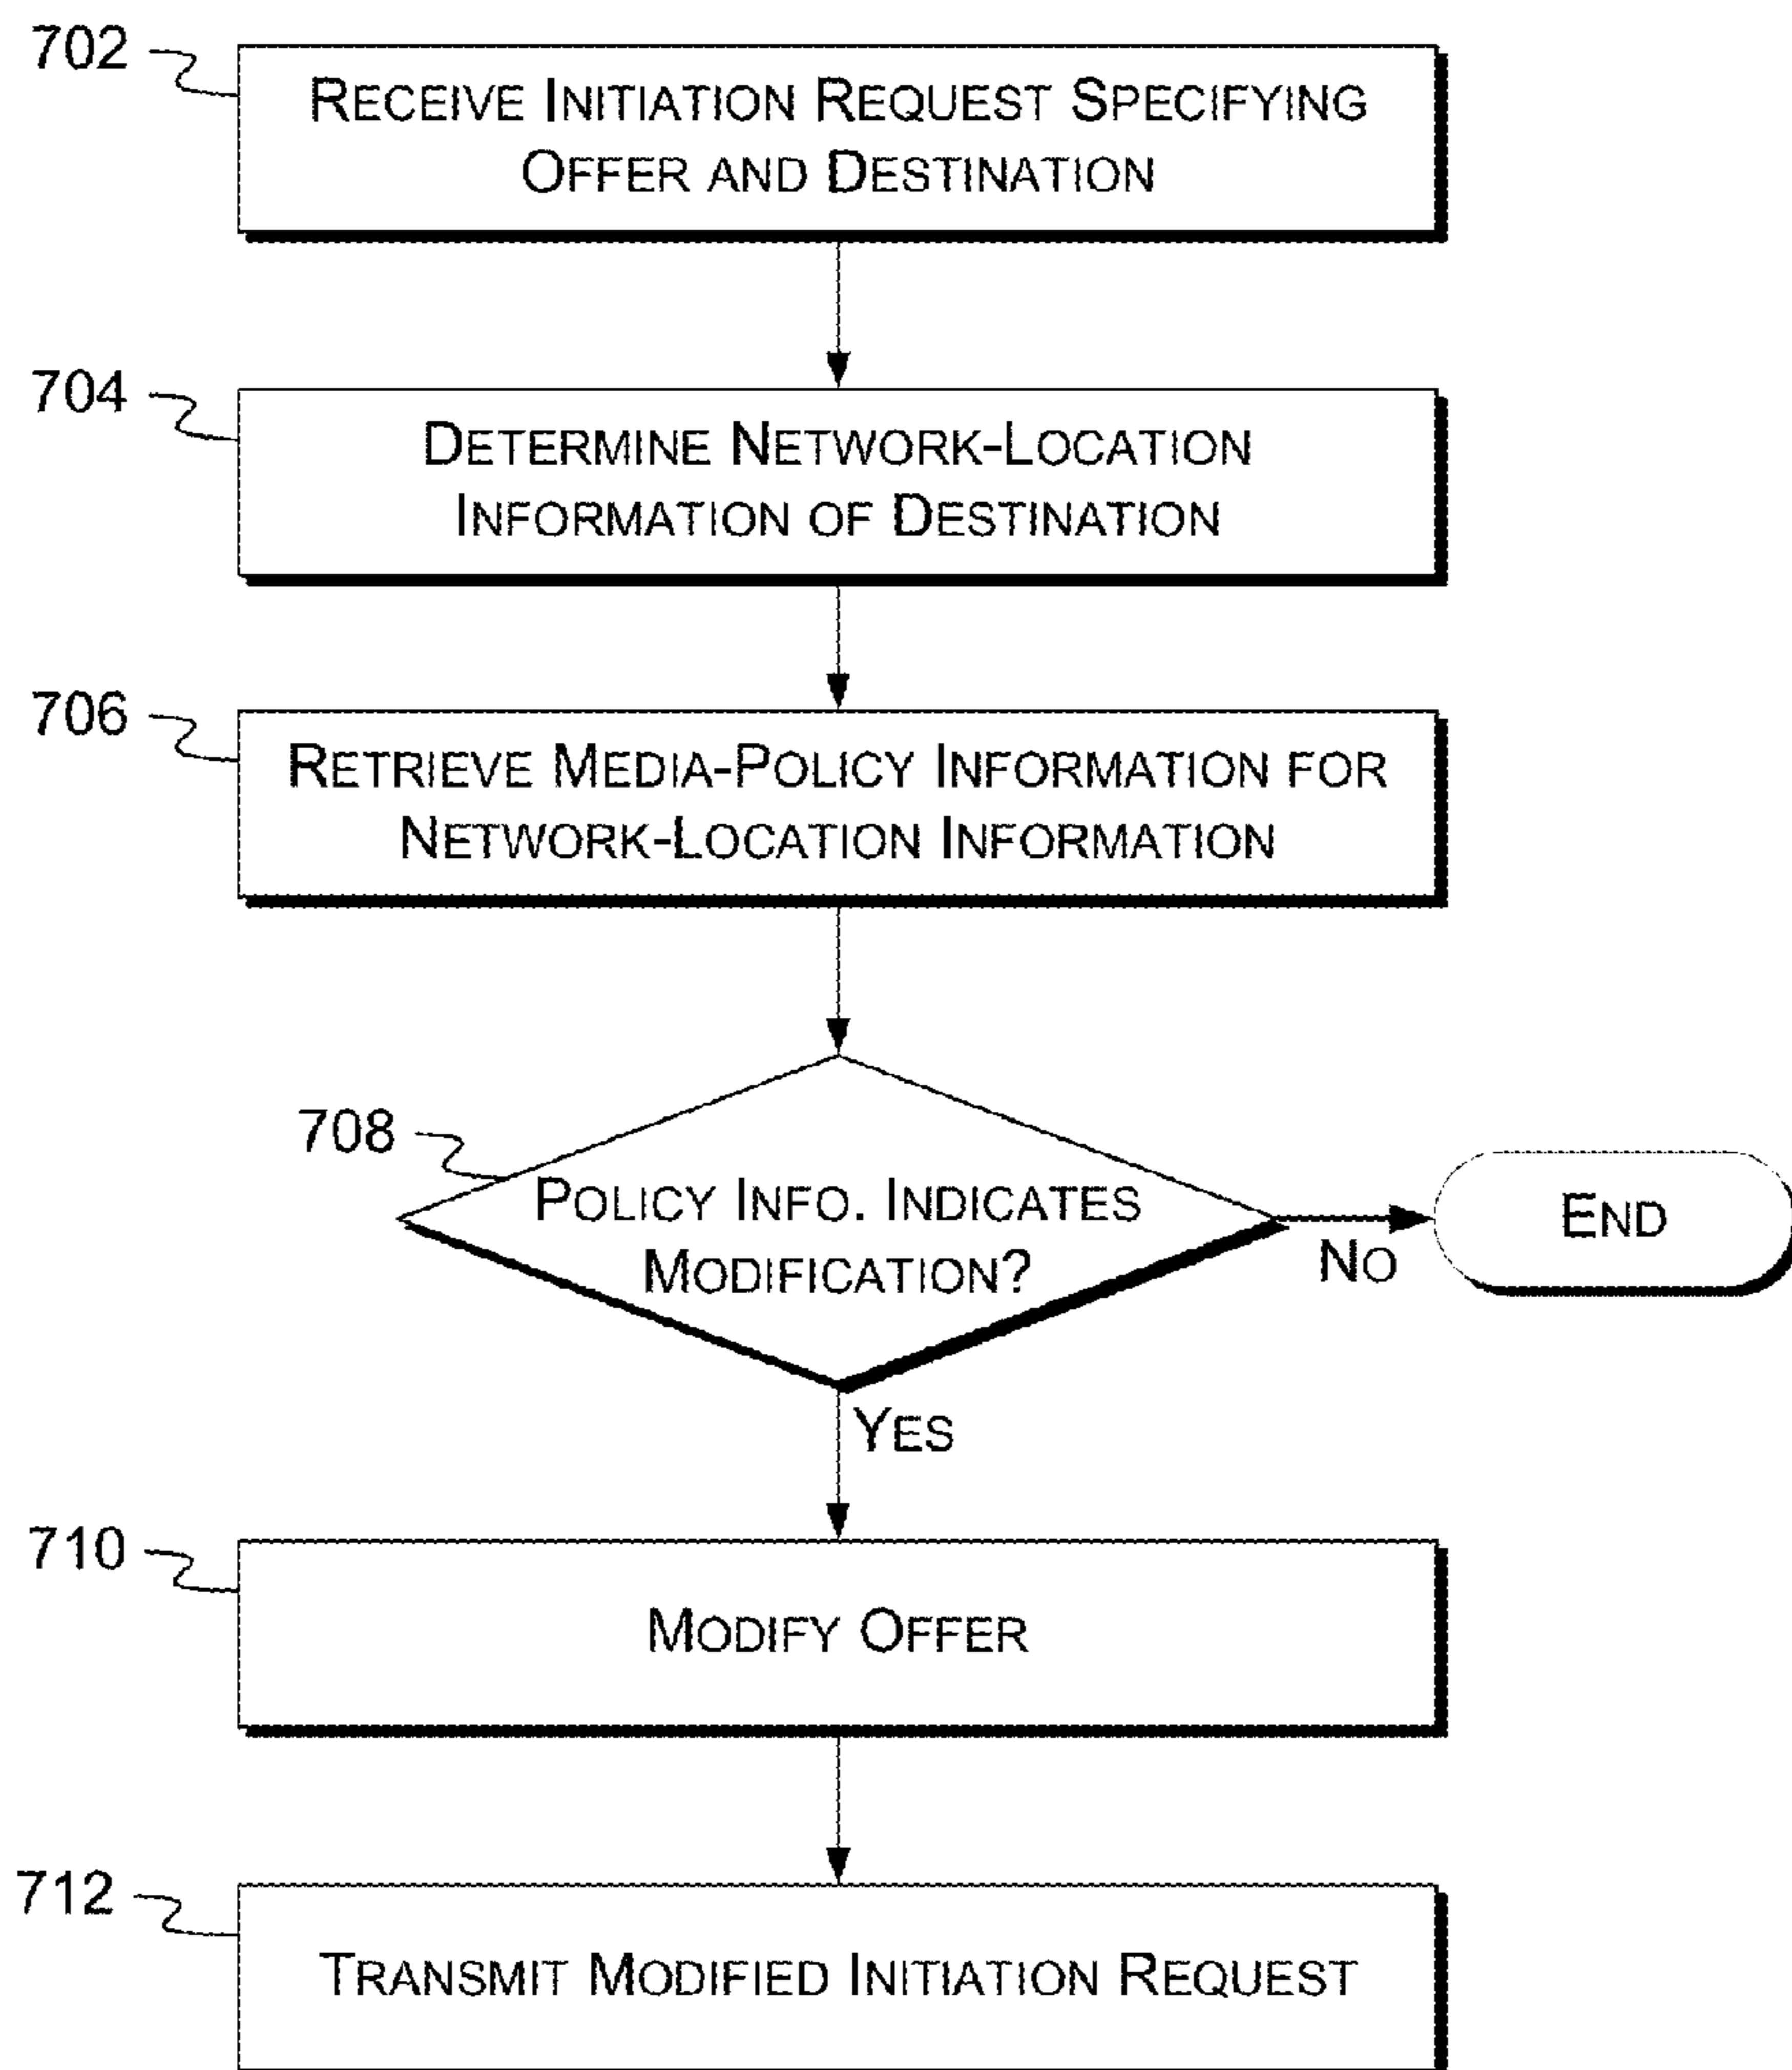 702
RECEIVE INITIATION REQUEST SPECIFYING
OFFER AND DESTINATION
704
DETERMINE NETWORK-LOCATION
INFORMATION OF DESTINATION
706
RETRIEVE MEDIA-POLICY INFORMATION FOR
NETWORK-LOCATION INFORMATION
708
POLICY INFO. INDICATES
MODIFICATION?
NO
END
YES
710
MODIFY OFFER
712
TRANSMIT MODIFIED INITIATION REQUEST